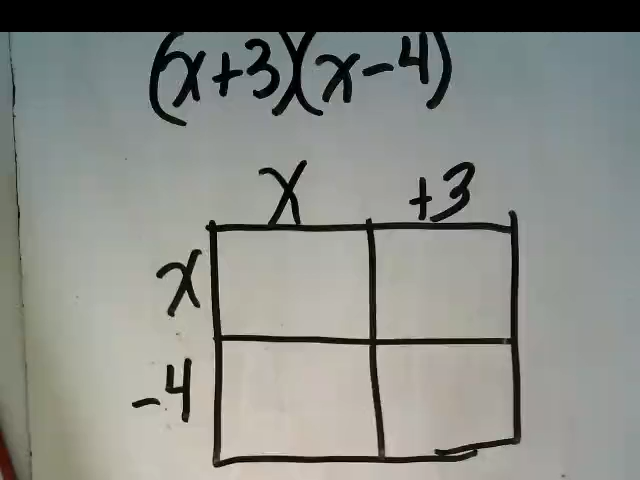 (x+3)(x-4)
x +3
x
-4